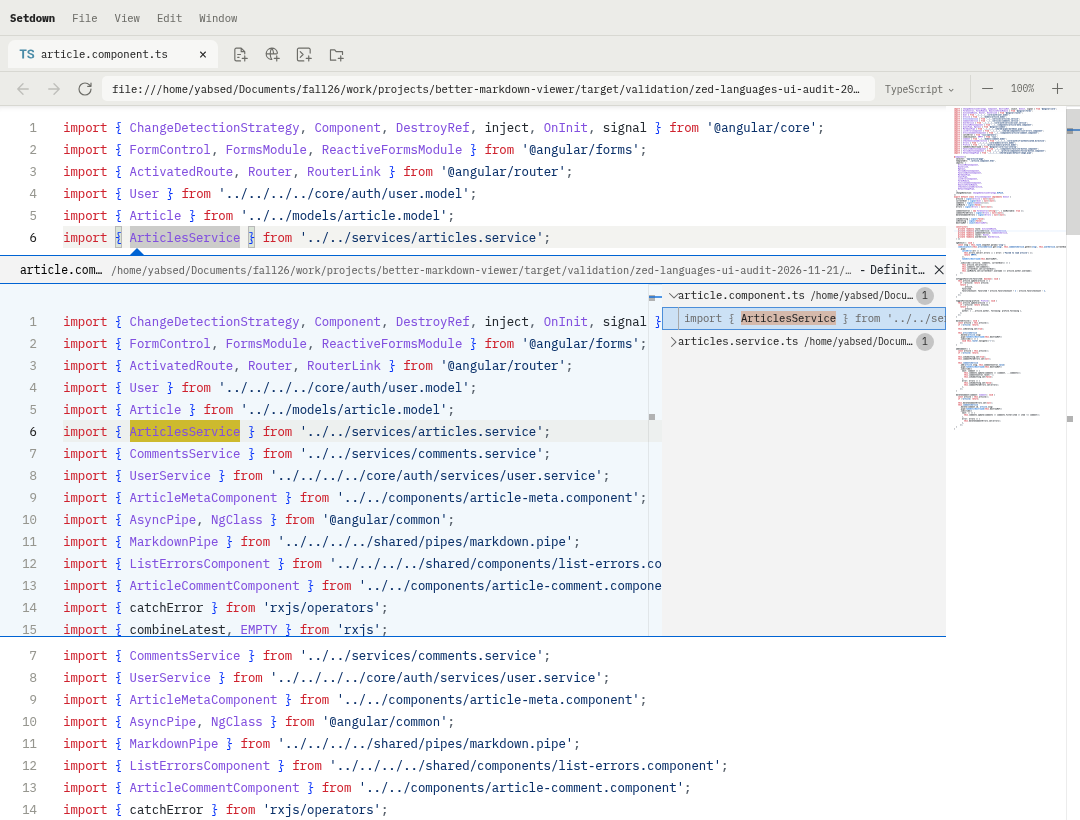 Setdown File View Edit Window
TS article.component.ts ×
file:///home/yabsed/Documents/fall26/work/projects/better-markdown-viewer/target/validation/zed-languages-ui-audit-20… TypeScript 100%
1 import { ChangeDetectionStrategy, Component, DestroyRef, inject, OnInit, signal } from '@angular/core';
2 import { FormControl, FormsModule, ReactiveFormsModule } from '@angular/forms';
3 import { ActivatedRoute, Router, RouterLink } from '@angular/router';
4 import { User } from '../../../../core/auth/user.model';
5 import { Article } from '../../models/article.model';
6 import { ArticlesService } from '../../services/articles.service';
article.com… /home/yabsed/Documents/fall26/work/projects/better-markdown-viewer/target/validation/zed-languages-ui-audit-2026-11-21/… - Definit… ×
1 import { ChangeDetectionStrategy, Component, DestroyRef, inject, OnInit, signal }
2 import { FormControl, FormsModule, ReactiveFormsModule } from '@angular/forms';
3 import { ActivatedRoute, Router, RouterLink } from '@angular/router';
4 import { User } from '../../../../core/auth/user.model';
5 import { Article } from '../../models/article.model';
6 import { ArticlesService } from '../../services/articles.service';
7 import { CommentsService } from '../../services/comments.service';
8 import { UserService } from '../../../../core/auth/services/user.service';
9 import { ArticleMetaComponent } from '../../components/article-meta.component';
10 import { AsyncPipe, NgClass } from '@angular/common';
11 import { MarkdownPipe } from '../../../../shared/pipes/markdown.pipe';
12 import { ListErrorsComponent } from '../../../../shared/components/list-errors.co
13 import { ArticleCommentComponent } from '../../components/article-comment.compone
14 import { catchError } from 'rxjs/operators';
15 import { combineLatest, EMPTY } from 'rxjs';
article.component.ts /home/yabsed/Docu… 1
import { ArticlesService } from '../../se
articles.service.ts /home/yabsed/Docum… 1
7 import { CommentsService } from '../../services/comments.service';
8 import { UserService } from '../../../../core/auth/services/user.service';
9 import { ArticleMetaComponent } from '../../components/article-meta.component';
10 import { AsyncPipe, NgClass } from '@angular/common';
11 import { MarkdownPipe } from '../../../../shared/pipes/markdown.pipe';
12 import { ListErrorsComponent } from '../../../../shared/components/list-errors.component';
13 import { ArticleCommentComponent } from '../../components/article-comment.component';
14 import { catchError } from 'rxjs/operators';